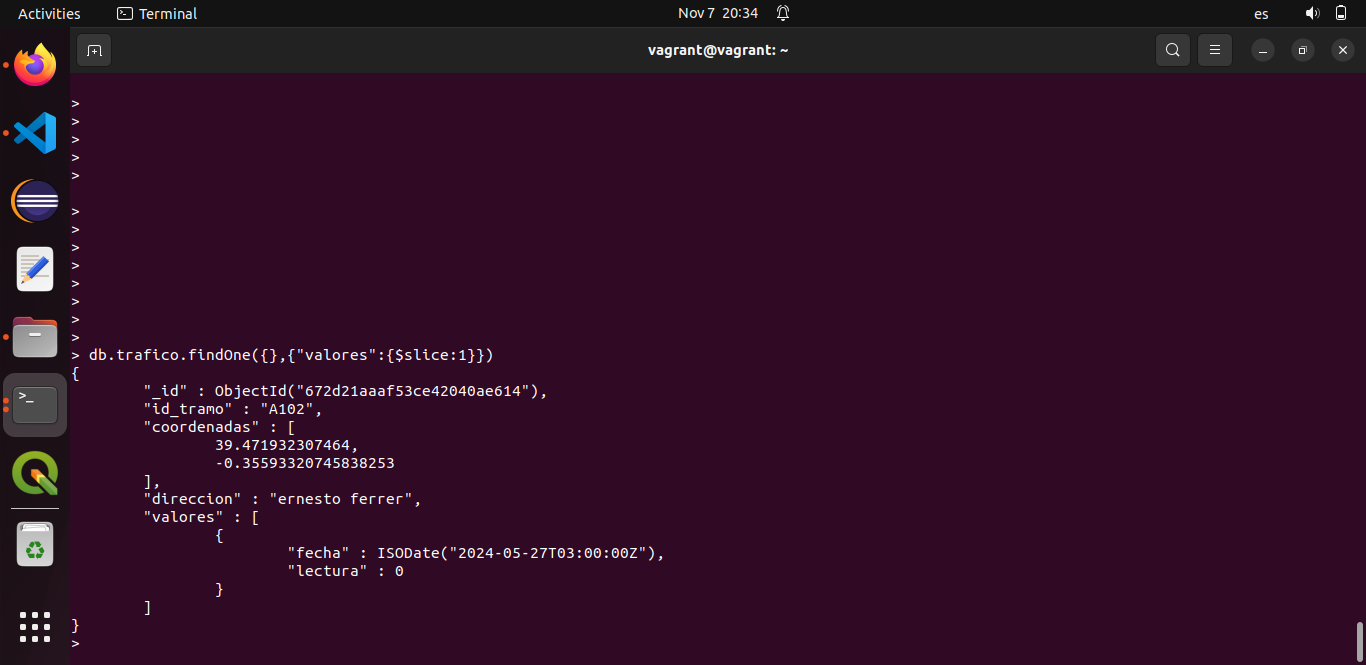 Activities
Terminal
Nov 7 20:34
es
vagrant@vagrant: ~
>
>
>
>
>
>
>
>
>
>
>
>
>
> db.trafico.findOne({},{"valores":{$slice:1}})
{
"_id" : ObjectId("672d21aaaf53ce42040ae614"),
"id_tramo" : "A102",
"coordenadas" : [
39.471932307464,
-0.35593320745838253
],
"direccion" : "ernesto ferrer",
"valores" : [
{
"fecha" : ISODate("2024-05-27T03:00:00Z"),
"lectura" : 0
}
]
}
>